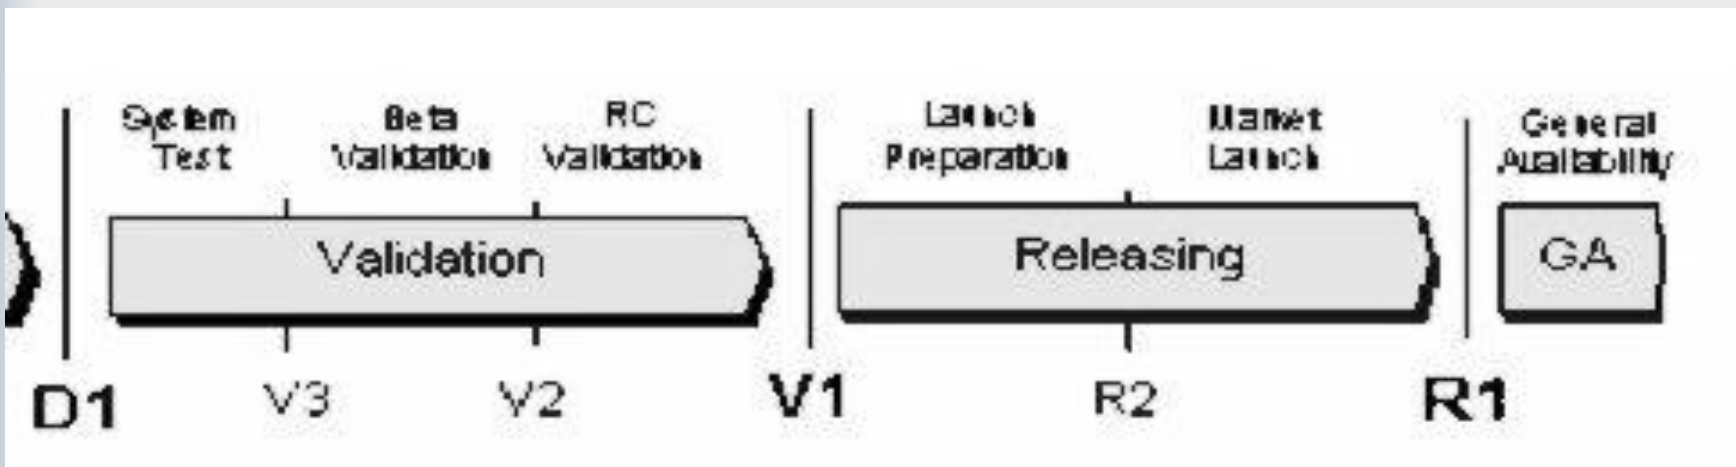 System
Test
Beta
Validation
RC
Validation
Launch
Preparation
Market
Launch
General
Availability
Validation
Releasing
GA
D1
V3
V2
V1
R2
R1